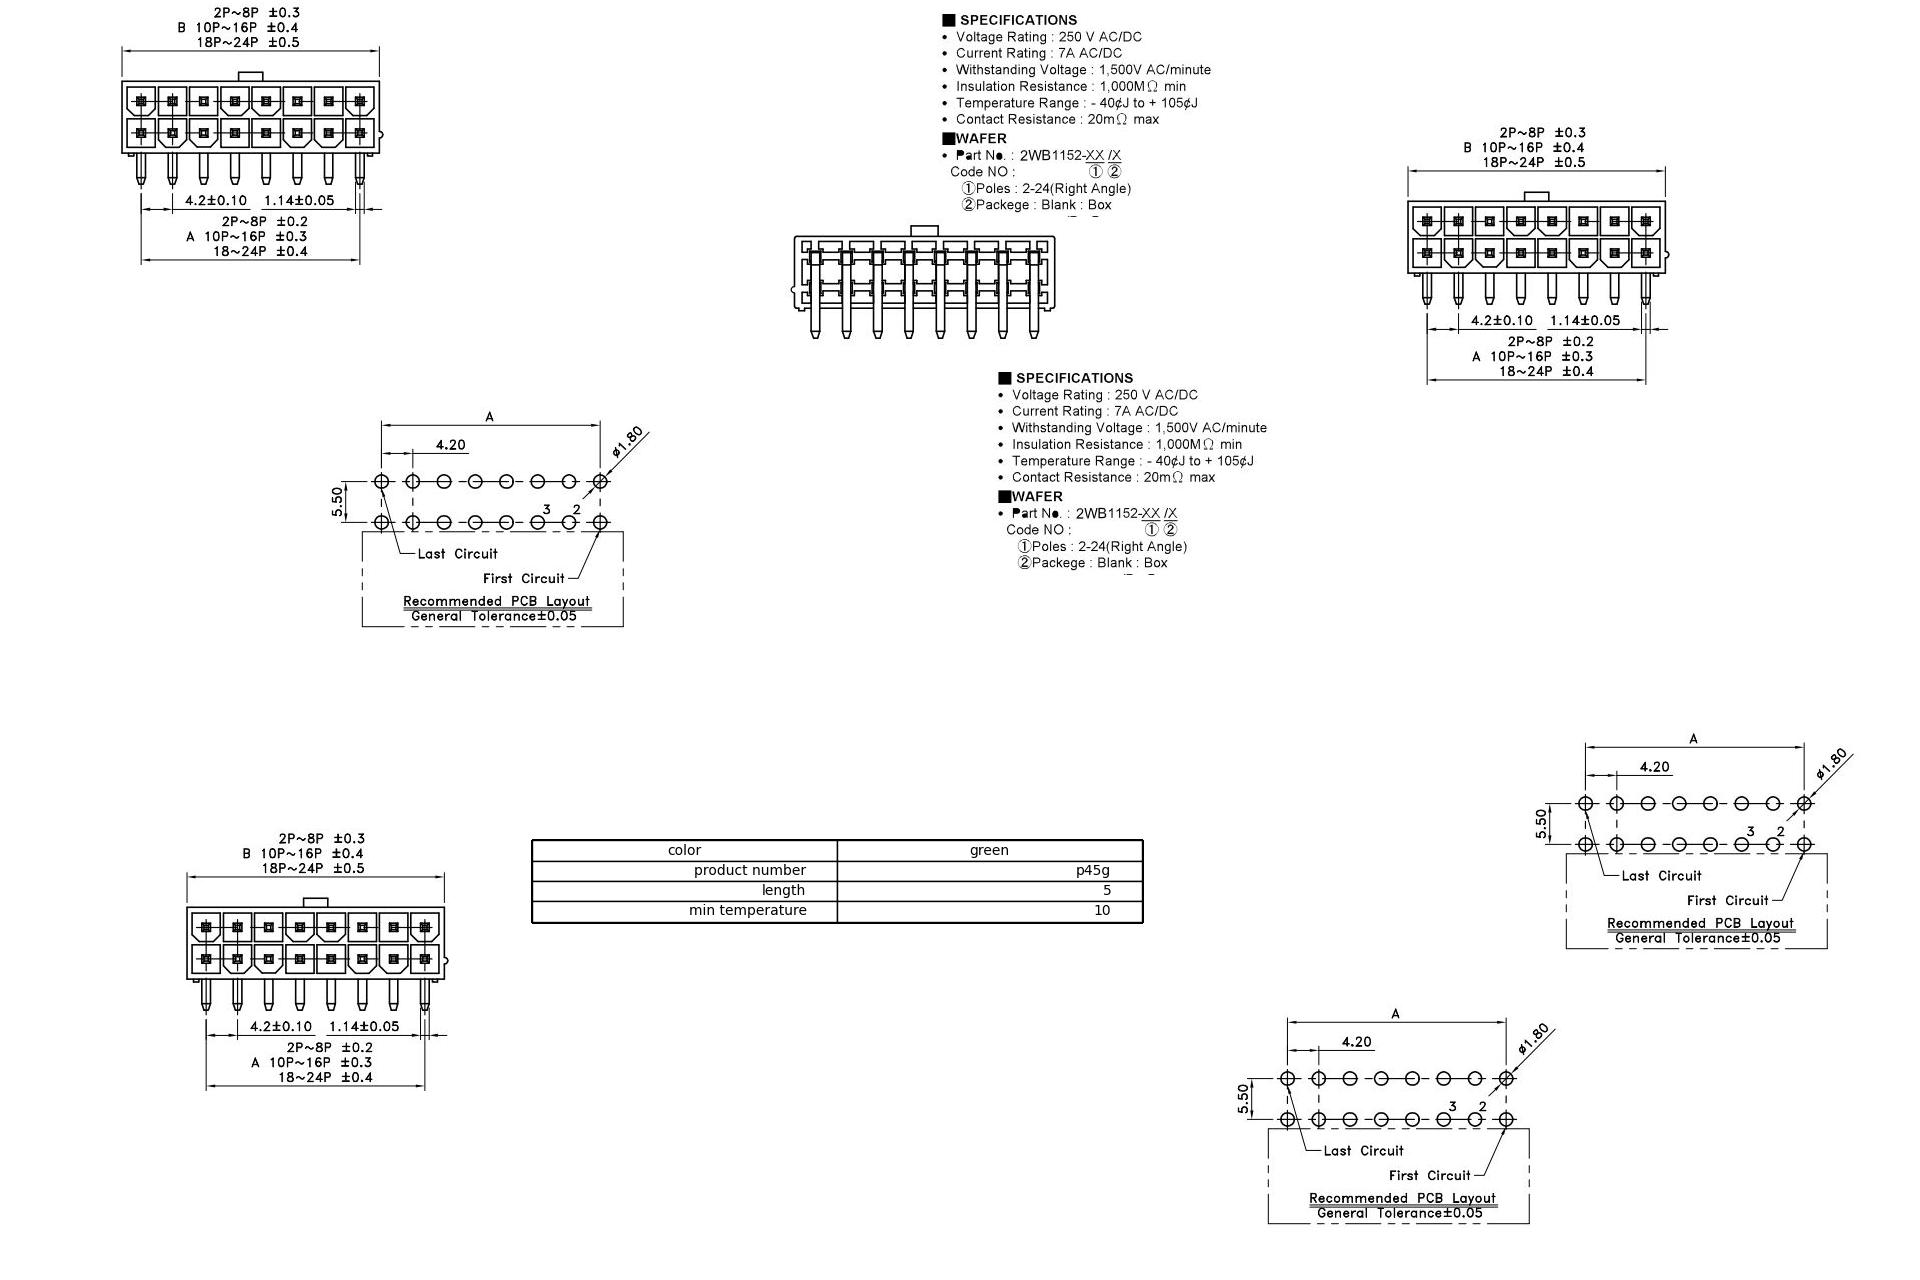 2P~8P ±0.3
B 10P~16P ±0.4
18P~24P ±0.5
4.2±0.10 1.14±0.05
2P~8P ±0.2
A 10P~16P ±0.3
18~24P ±0.4
■ SPECIFICATIONS
• Voltage Rating : 250 V AC/DC
• Current Rating : 7A AC/DC
• Withstanding Voltage : 1,500V AC/minute
• Insulation Resistance : 1,000MΩ min
• Temperature Range : - 40¢J to + 105¢J
• Contact Resistance : 20mΩ max
■WAFER
• Part No. : 2WB1152-XX /X
Code NO : ① ②
①Poles : 2-24(Right Angle)
②Packege : Blank : Box
2P~8P ±0.3
B 10P~16P ±0.4
18P~24P ±0.5
4.2±0.10 1.14±0.05
2P~8P ±0.2
A 10P~16P ±0.3
18~24P ±0.4
■ SPECIFICATIONS
• Voltage Rating : 250 V AC/DC
• Current Rating : 7A AC/DC
• Withstanding Voltage : 1,500V AC/minute
• Insulation Resistance : 1,000MΩ min
• Temperature Range : - 40¢J to + 105¢J
• Contact Resistance : 20mΩ max
■WAFER
• Part No. : 2WB1152-XX /X
Code NO : ① ②
①Poles : 2-24(Right Angle)
②Packege : Blank : Box
A
4.20
ø1.80
5.50
3 2
Last Circuit
First Circuit
Recommended PCB Layout
General Tolerance±0.05
A
4.20
ø1.80
5.50
3 2
Last Circuit
First Circuit
Recommended PCB Layout
General Tolerance±0.05
2P~8P ±0.3
B 10P~16P ±0.4
18P~24P ±0.5
4.2±0.10 1.14±0.05
2P~8P ±0.2
A 10P~16P ±0.3
18~24P ±0.4
color green
product number p45g
length 5
min temperature 10
A
4.20
ø1.80
5.50
3 2
Last Circuit
First Circuit
Recommended PCB Layout
General Tolerance±0.05